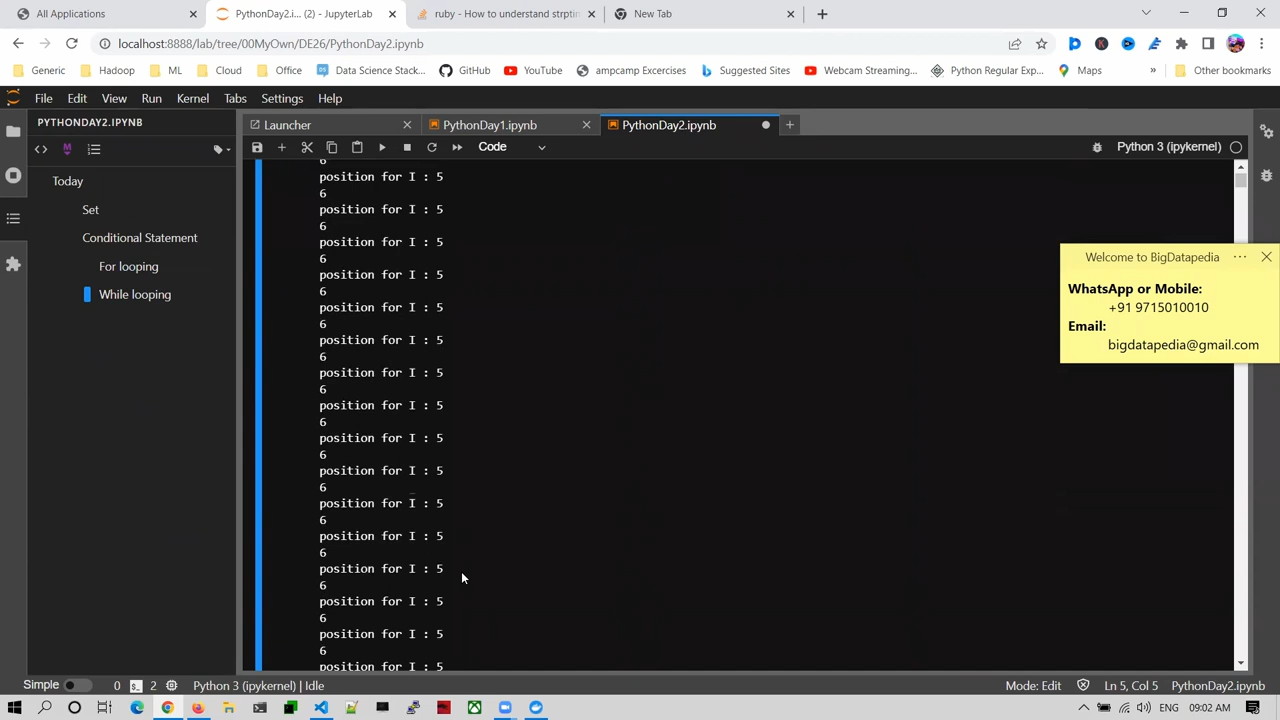 All Applications
PythonDay2.i... (2) - JupyterLab
ruby - How to understand strptin
New Tab
localhost:8888/lab/tree/00MyOwn/DE26/PythonDay2.ipynb
Generic
Hadoop
ML
Cloud
Office
Data Science Stack...
GitHub
YouTube
ampcamp Excercises
Suggested Sites
Webcam Streaming...
Python Regular Exp...
Maps
»
Other bookmarks
File Edit View Run Kernel Tabs Settings Help
PYTHONDAY2.IPYNB
Launcher
PythonDay1.ipynb
PythonDay2.ipynb
Code
Python 3 (ipykernel)
Today
Set
Conditional Statement
For looping
While looping
6
position for I : 5
6
position for I : 5
6
position for I : 5
6
position for I : 5
6
position for I : 5
6
position for I : 5
6
position for I : 5
6
position for I : 5
6
position for I : 5
6
position for I : 5
6
position for I : 5
6
position for I : 5
6
position for I : 5
6
position for I : 5
6
position for I : 5
6
position for I : 5
Welcome to BigDatapedia
WhatsApp or Mobile:
+91 9715010010
Email:
bigdatapedia@gmail.com
Simple
0
2
Python 3 (ipykernel) | Idle
Mode: Edit
Ln 5, Col 5
PythonDay2.ipynb
ENG
09:02 AM